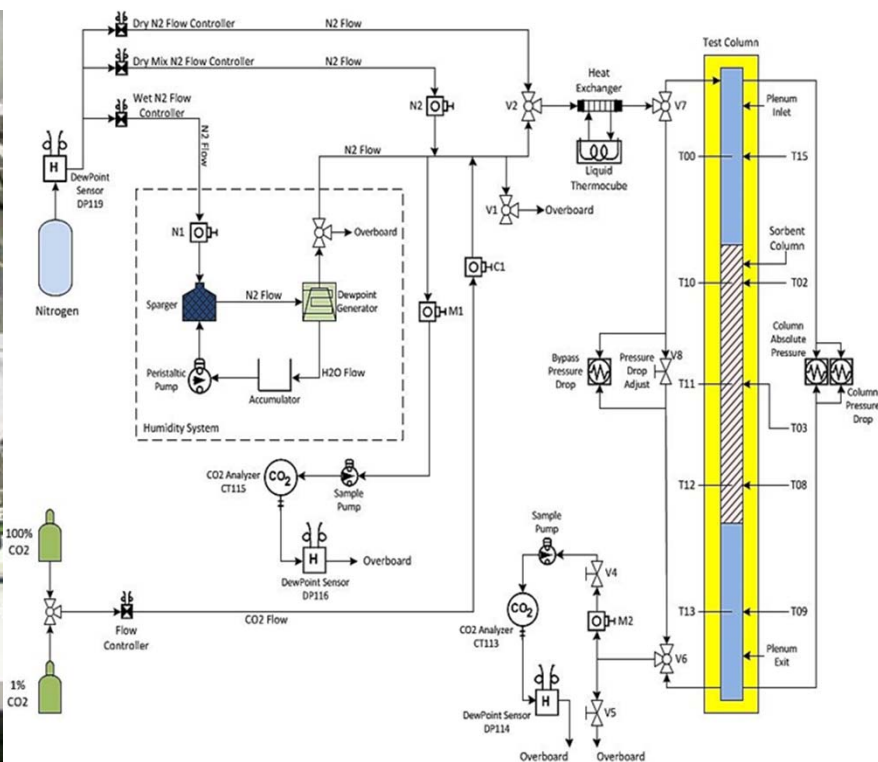 Dry N2 Flow Controller
N2 Flow
Dry Mix N2 Flow Controller
N2 Flow
Wet N2 Flow
Controller
N2 Flow
DewPoint
Sensor
DP119
H
Nitrogen
N2
V2
Heat
Exchanger
Liquid
Thermocube
V7
Test Column
Plenum
Inlet
T00
T15
N2 Flow
V1
Overboard
N1
Overboard
Sparger
N2 Flow
Dewpoint
Generator
Peristaltic
Pump
Accumulator
H2O Flow
Humidity System
C1
M1
Sorbent
Column
T10
T02
Column
Absolute
Pressure
Bypass
Pressure
Drop
Pressure
Drop
Adjust
V8
T11
T03
Column
Pressure
Drop
CO2 Analyzer
CT115
CO2
Sample
Pump
H
Overboard
DewPoint Sensor
DP116
T12
T08
100%
CO2
Flow
Controller
CO2 Flow
1%
CO2
Sample
Pump
V4
CO2
CO2 Analyzer
CT113
M2
T13
T09
V6
Plenum
Exit
DewPoint Sensor
DP114
H
V5
Overboard
Overboard